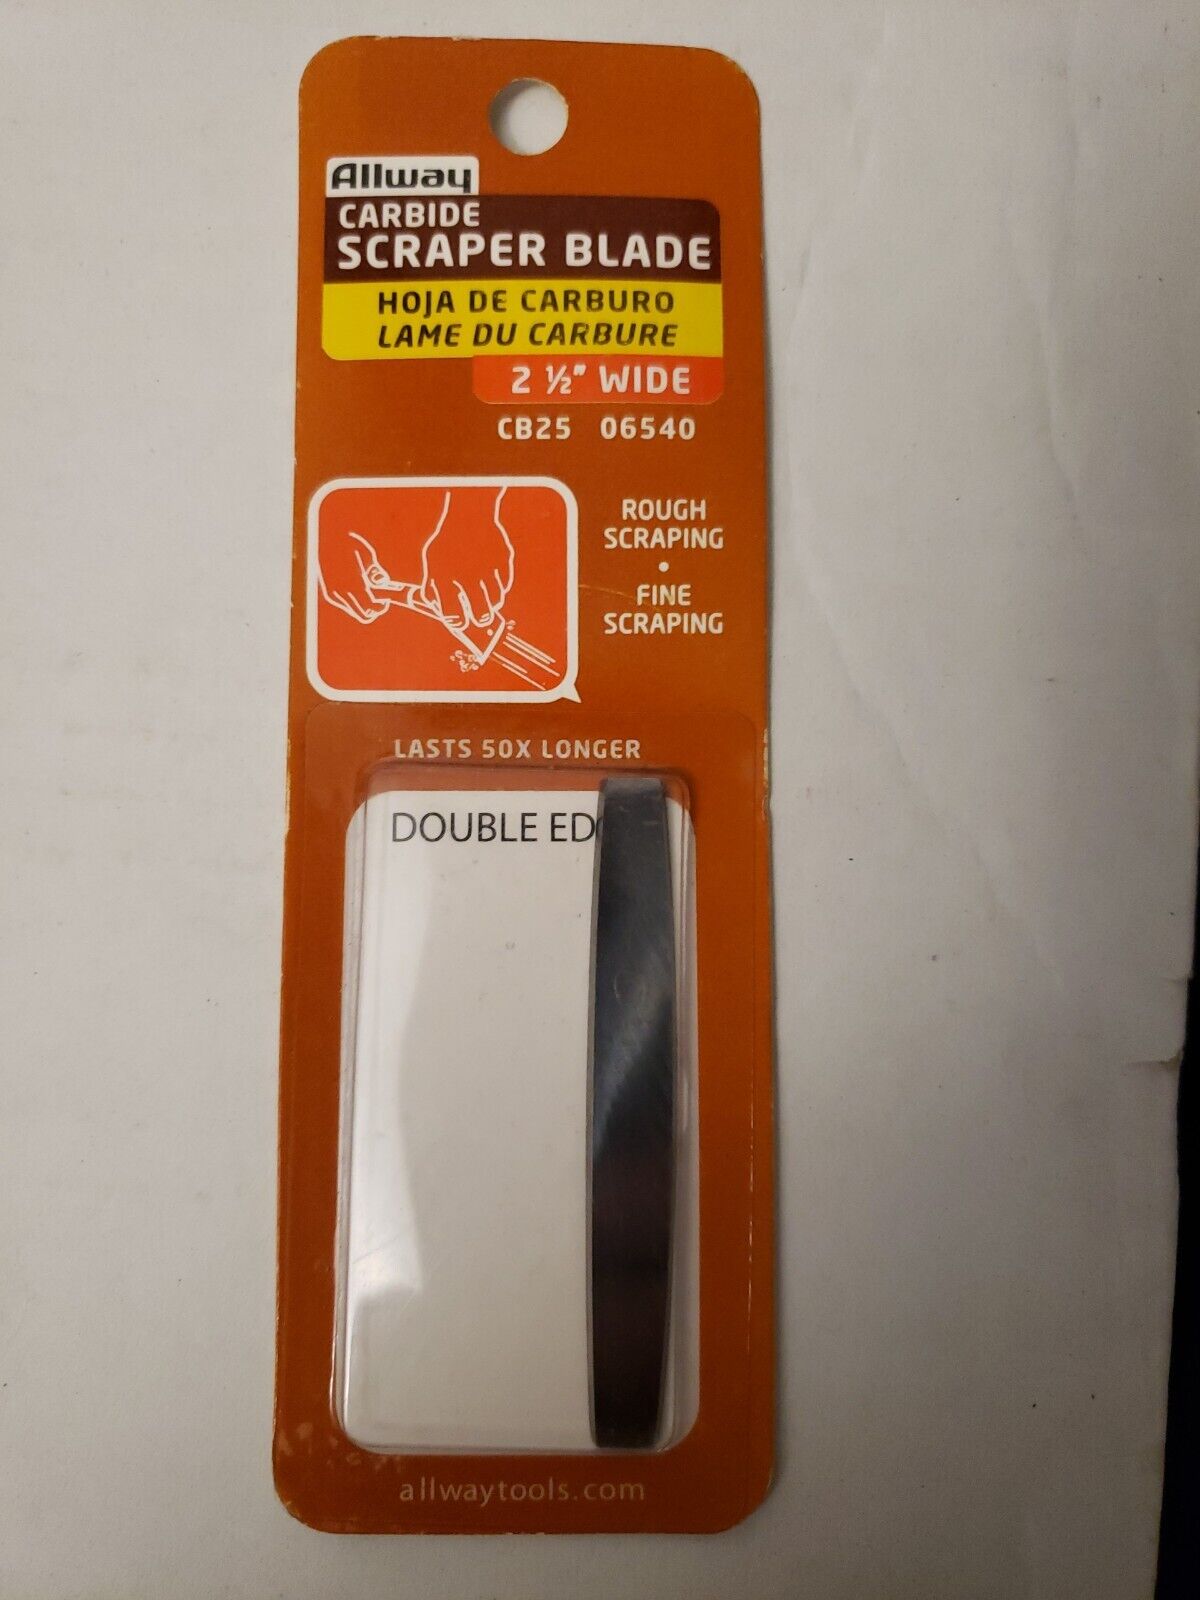 Allway
CARBIDE
SCRAPER BLADE
HOJA DE CARBURO
LAME DU CARBURE
2 ½" WIDE
CB25 06540
ROUGH
SCRAPING
•
FINE
SCRAPING
LASTS 50X LONGER
DOUBLE ED
allwaytools.com